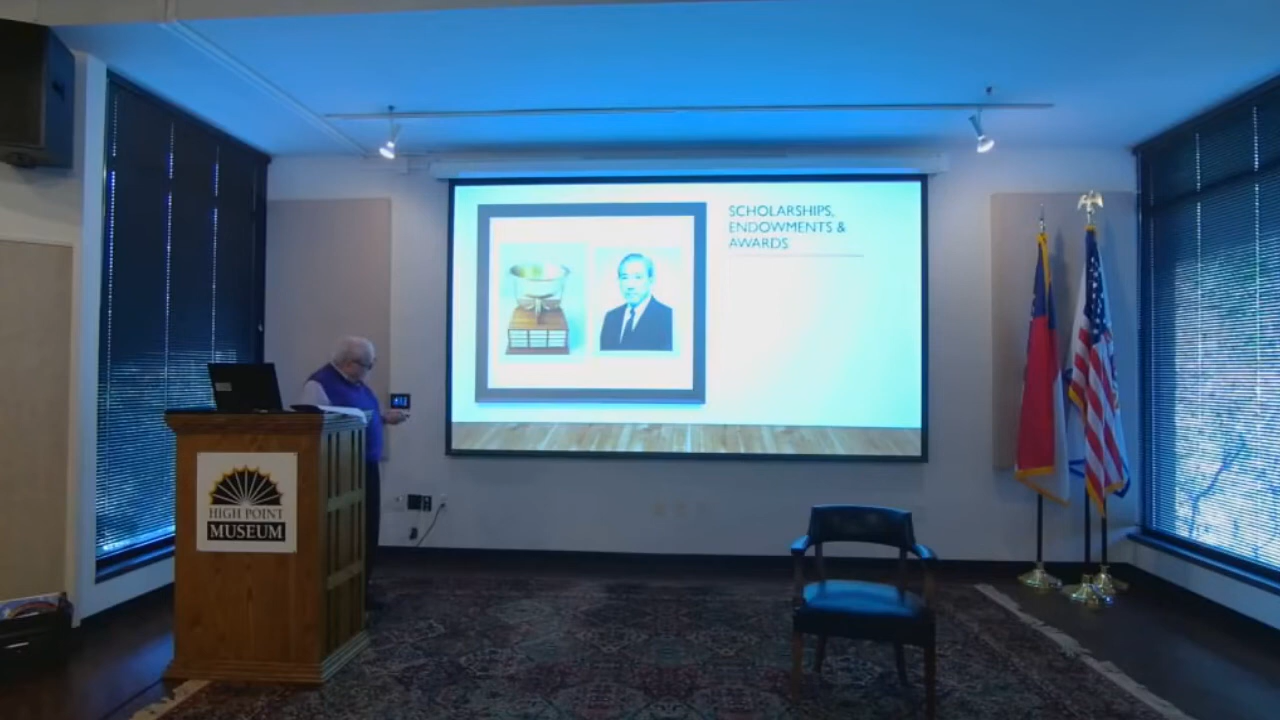 SCHOLARSHIPS,
ENDOWMENTS &
AWARDS
HIGH POINT
MUSEUM